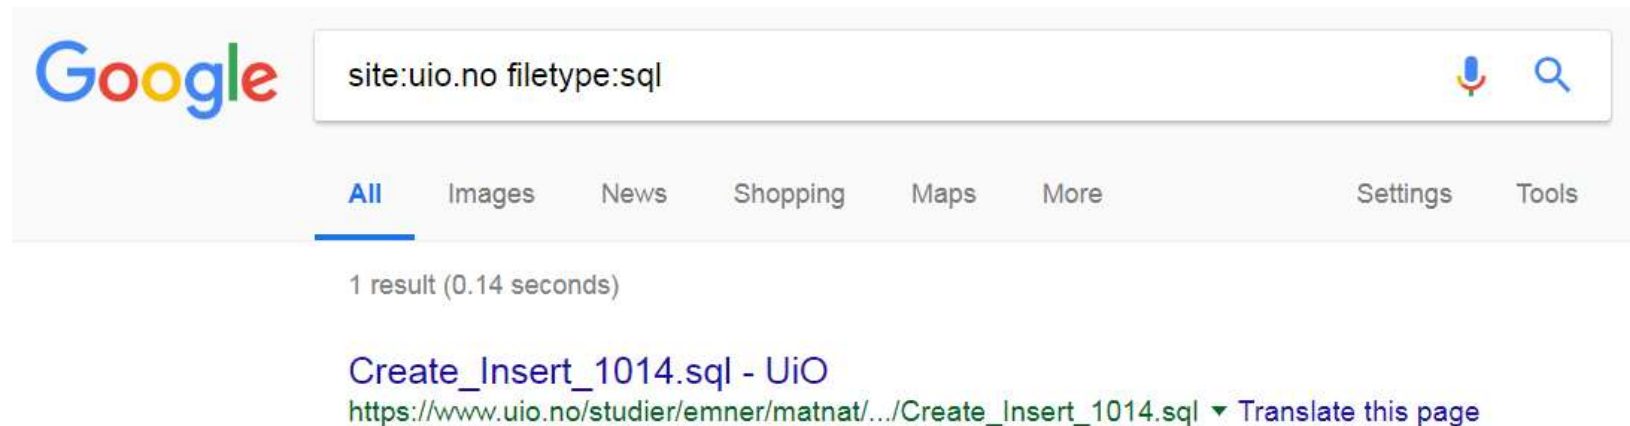 Google site:uio.no filetype:sql
All Images News Shopping Maps More Settings Tools
1 result (0.14 seconds)
Create_Insert_1014.sql - UiO
https://www.uio.no/studier/emner/matnat/.../Create_Insert_1014.sql ▼ Translate this page